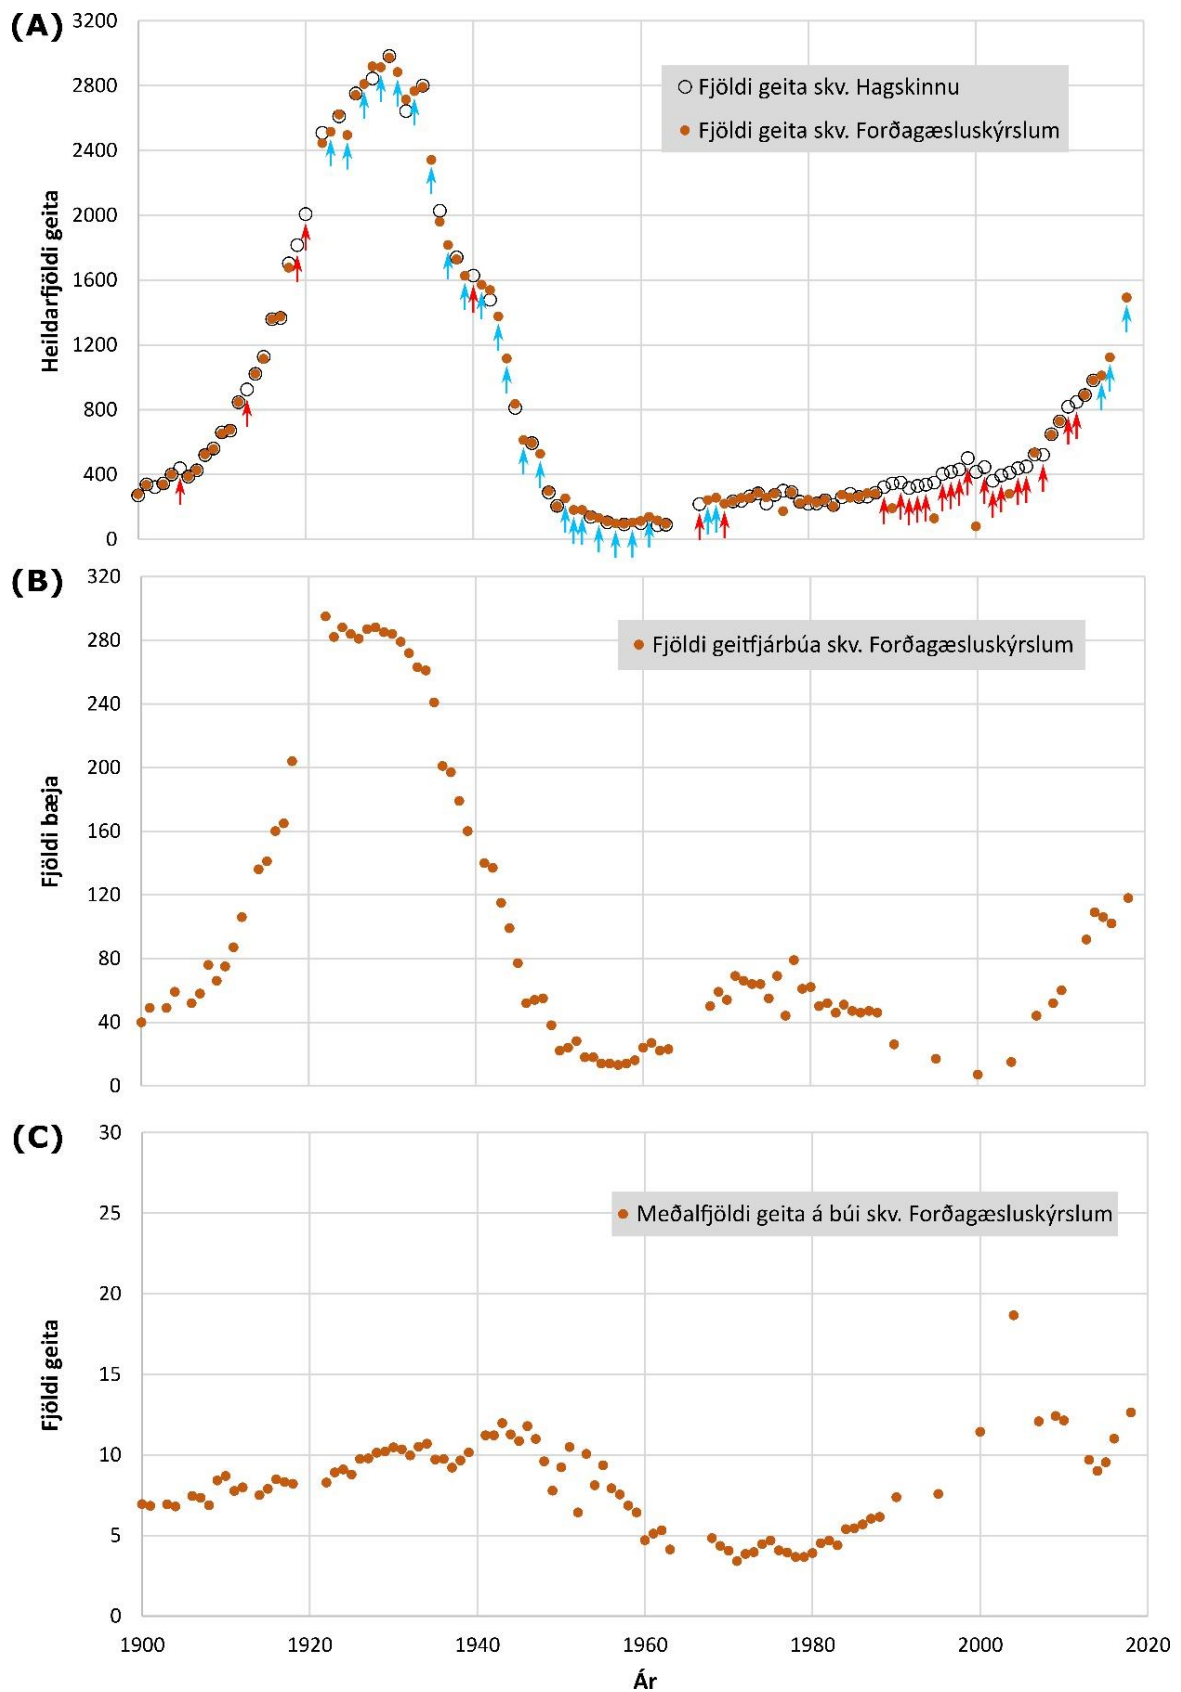 (A)
3200
2800
2400
2000
1600
1200
800
400
0
Heildarfjöldi geita
Fjöldi geita skv. Hagskinnu
Fjöldi geita skv. Forðagæsluskýrslum
(B)
320
280
240
200
160
120
80
40
0
Fjöldi bæja
Fjöldi geitfjárbúa skv. Forðagæsluskýrslum
(C)
30
25
20
15
10
5
0
Fjöldi geita
Meðalfjöldi geita á búi skv. Forðagæsluskýrslum
1900 1920 1940 1960 1980 2000 2020
Ár